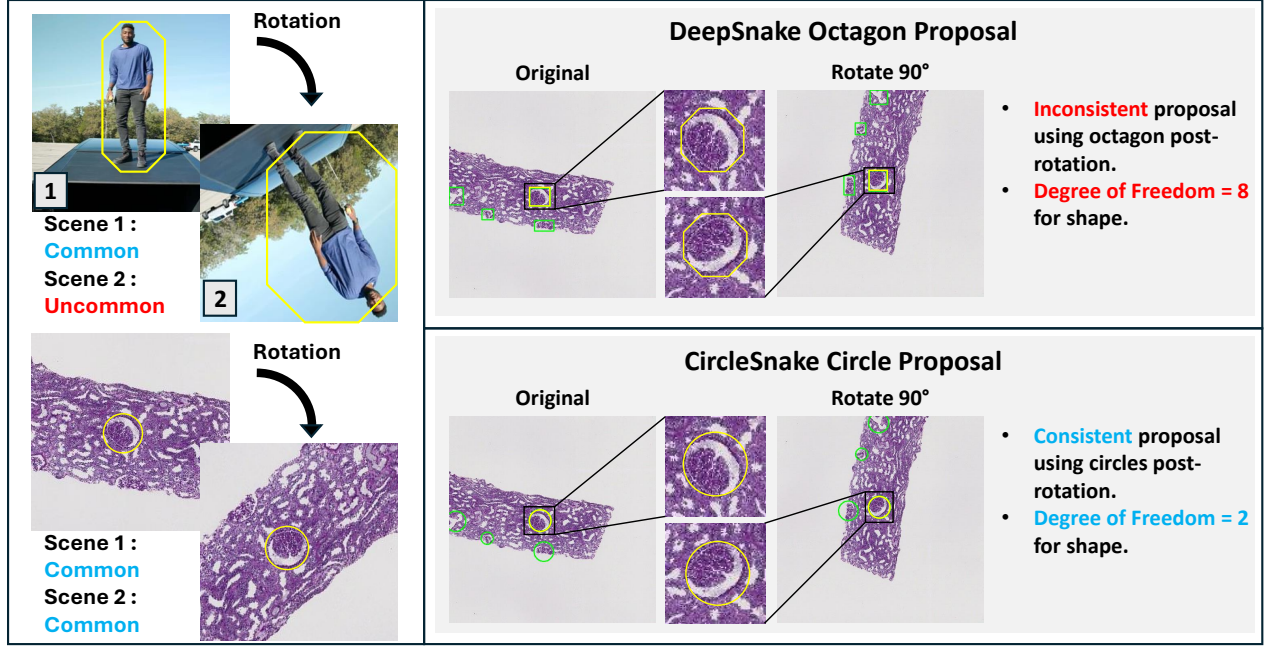 Rotation
1
Scene 1 :
Common
Scene 2 :
Uncommon
2
Rotation
Scene 1 :
Common
Scene 2 :
Common
DeepSnake Octagon Proposal
Original
Rotate 90°
• Inconsistent proposal
using octagon post-
rotation.
• Degree of Freedom = 8
for shape.
CircleSnake Circle Proposal
Original
Rotate 90°
• Consistent proposal
using circles post-
rotation.
• Degree of Freedom = 2
for shape.